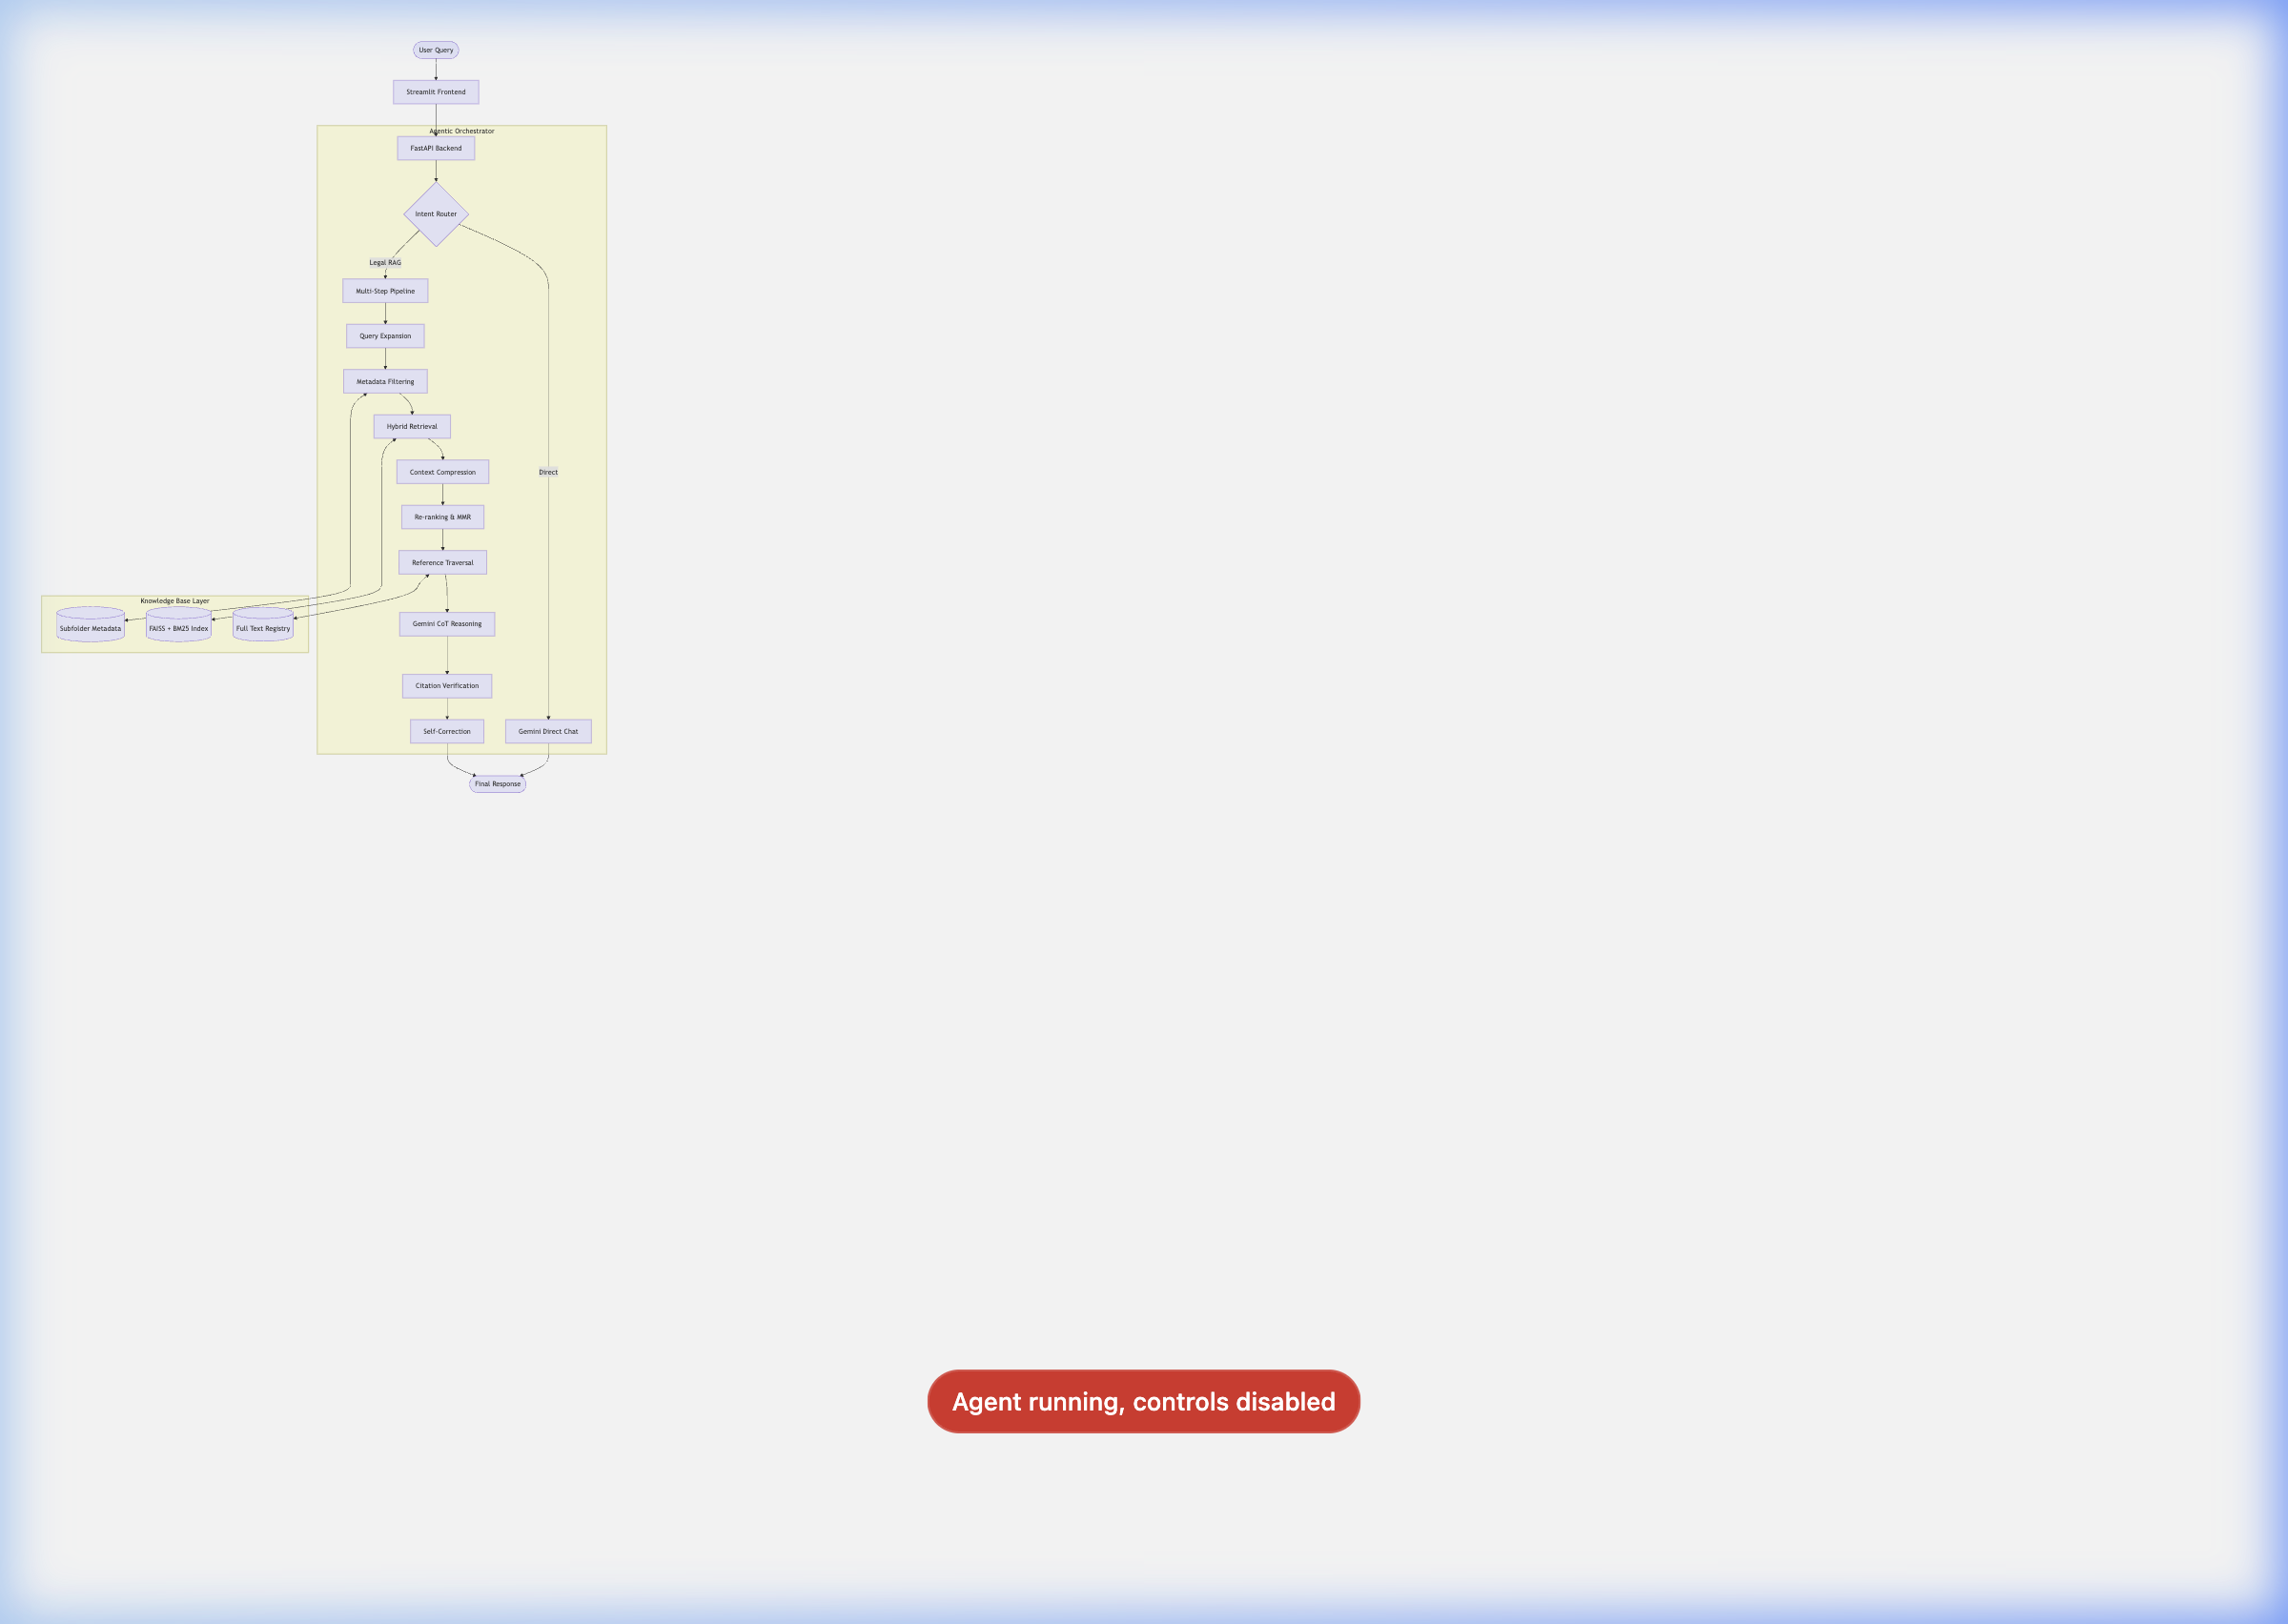 User Query
Streamlit Frontend
Agentic Orchestrator
FastAPI Backend
Intent Router
Legal RAG
Multi-Step Pipeline
Query Expansion
Metadata Filtering
Hybrid Retrieval
Context Compression
Direct
Re-ranking & MMR
Reference Traversal
Knowledge Base Layer
Subfolder Metadata
FAISS + BM25 Index
Full Text Registry
Gemini CoT Reasoning
Citation Verification
Self-Correction
Gemini Direct Chat
Final Response
Agent running, controls disabled